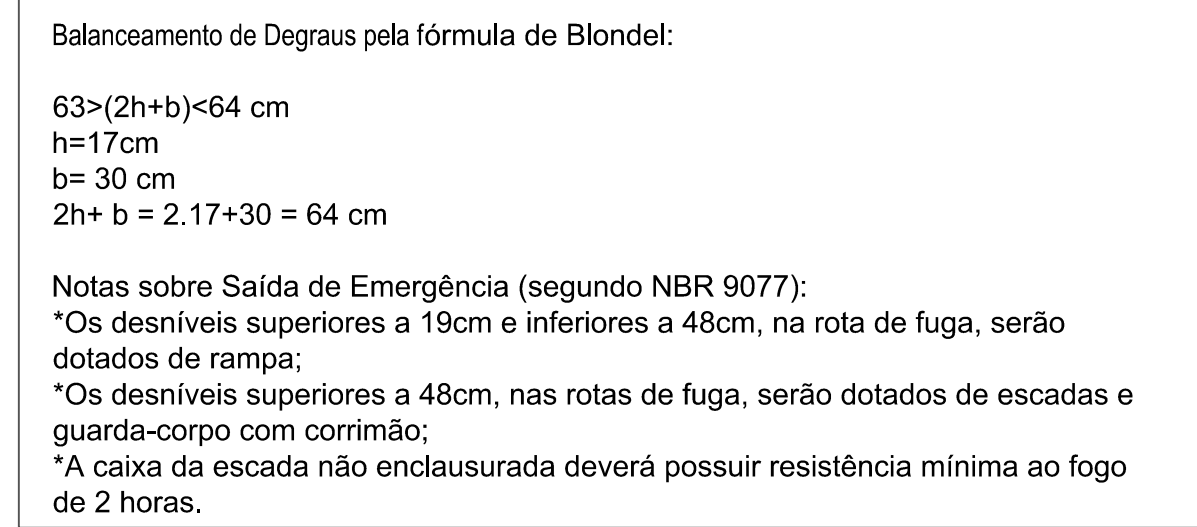 Balanceamento de Degraus pela fórmula de Blondel:
63>(2h+b)<64 cm
h=17cm
b= 30 cm
2h+ b = 2.17+30 = 64 cm
Notas sobre Saída de Emergência (segundo NBR 9077):
*Os desníveis superiores a 19cm e inferiores a 48cm, na rota de fuga, serão
dotados de rampa;
*Os desníveis superiores a 48cm, nas rotas de fuga, serão dotados de escadas e
guarda-corpo com corrimão;
*A caixa da escada não enclausurada deverá possuir resistência mínima ao fogo
de 2 horas.